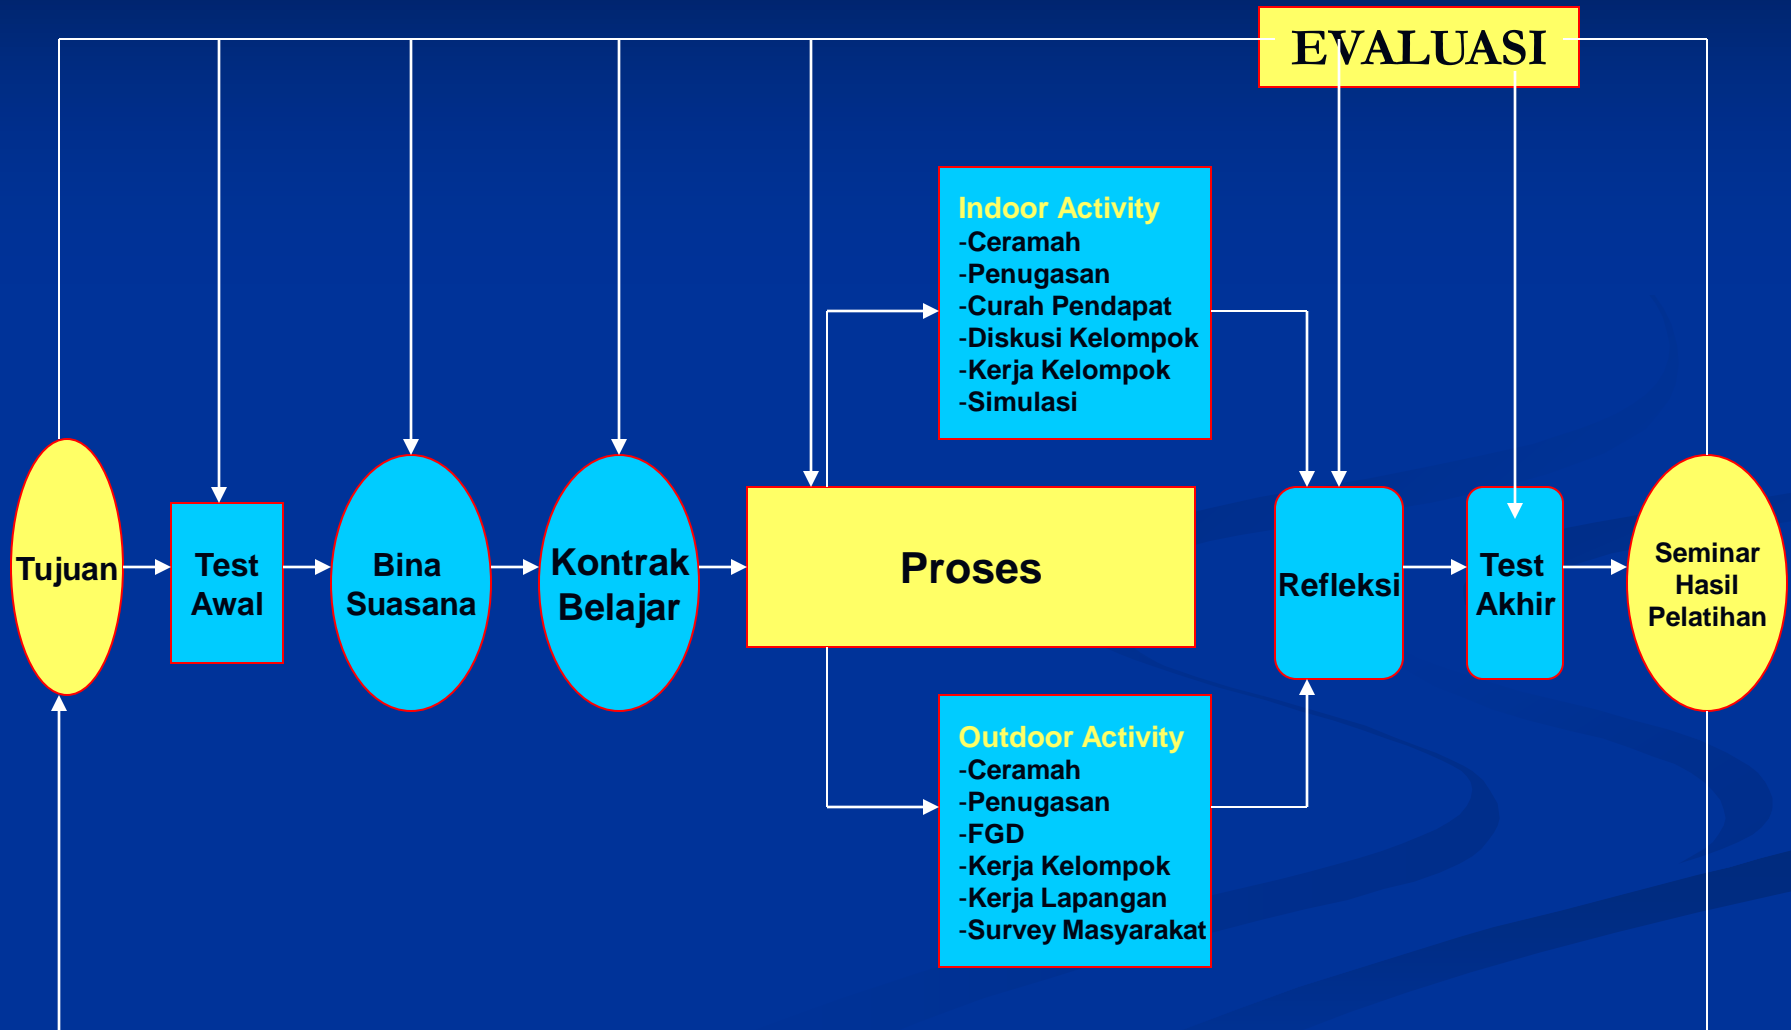 EVALUASI
Indoor Activity
-Ceramah
-Penugasan
-Curah Pendapat
-Diskusi Kelompok
-Kerja Kelompok
-Simulasi
Tujuan
Test
Awal
Bina
Suasana
Kontrak
Belajar
Proses
Refleksi
Test
Akhir
Seminar
Hasil
Pelatihan
Outdoor Activity
-Ceramah
-Penugasan
-FGD
-Kerja Kelompok
-Kerja Lapangan
-Survey Masyarakat